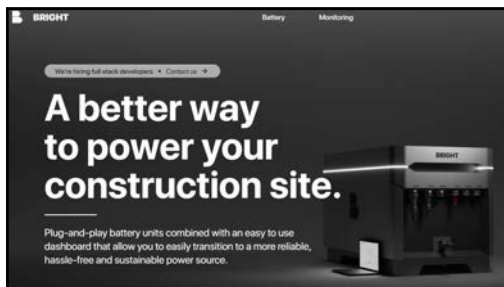 BRIGHT
Battery
Monitoring
We're hiring full stack developers • Contact us →
A better way
to power your
construction site.
BRIGHT
Plug-and-play battery units combined with an easy to use
dashboard that allow you to easily transition to a more reliable,
hassle-free and sustainable power source.